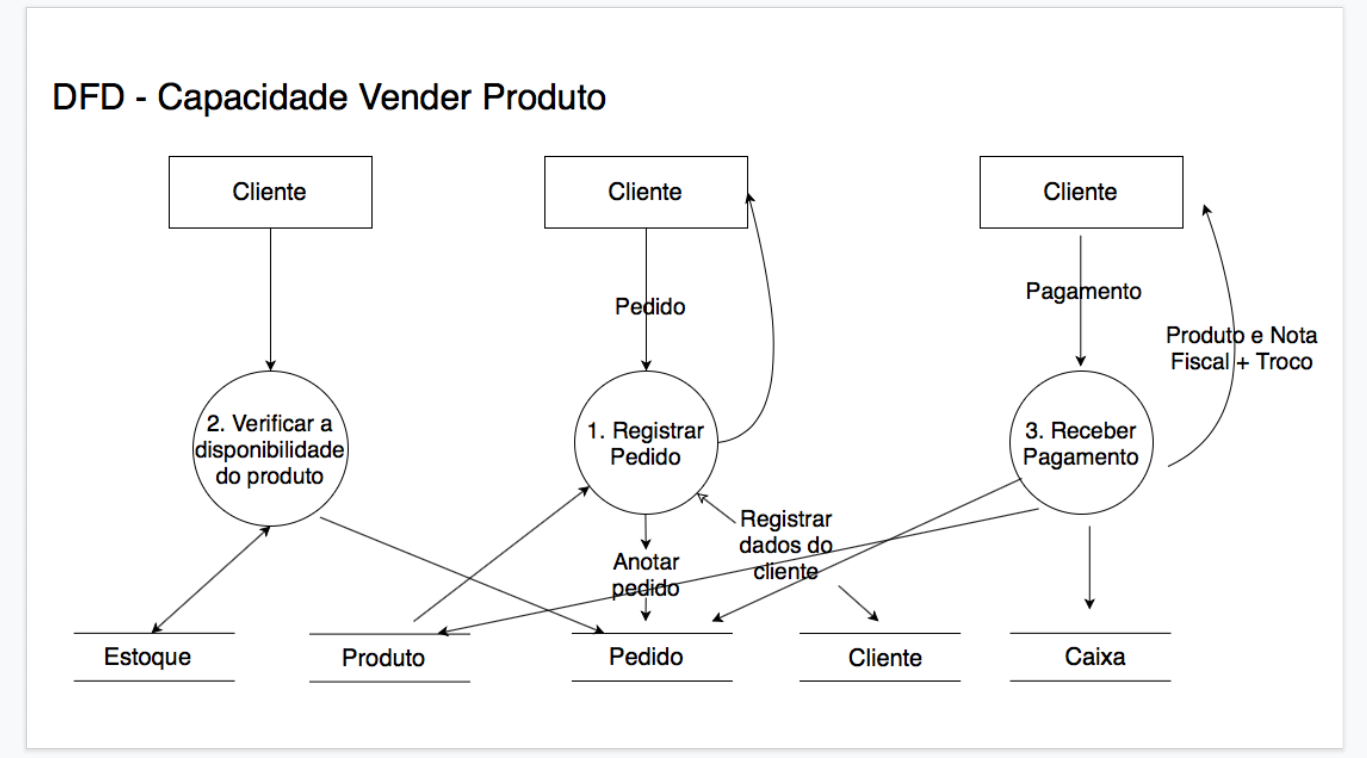 DFD - Capacidade Vender Produto
Cliente
Cliente
Cliente
Pedido
Pagamento
Produto e Nota
Fiscal + Troco
2. Verificar a
disponibilidade
do produto
1. Registrar
Pedido
3. Receber
Pagamento
Registrar
dados do
cliente
Anotar
pedido
Estoque
Produto
Pedido
Cliente
Caixa